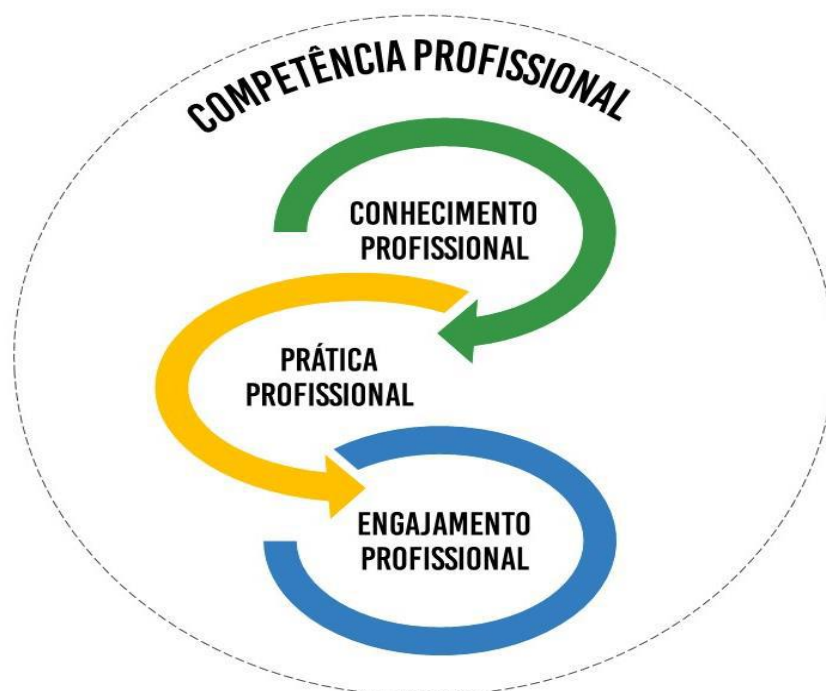 COMPETÊNCIA PROFISSIONAL
CONHECIMENTO
PROFISSIONAL
PRÁTICA
PROFISSIONAL
ENGAJAMENTO
PROFISSIONAL